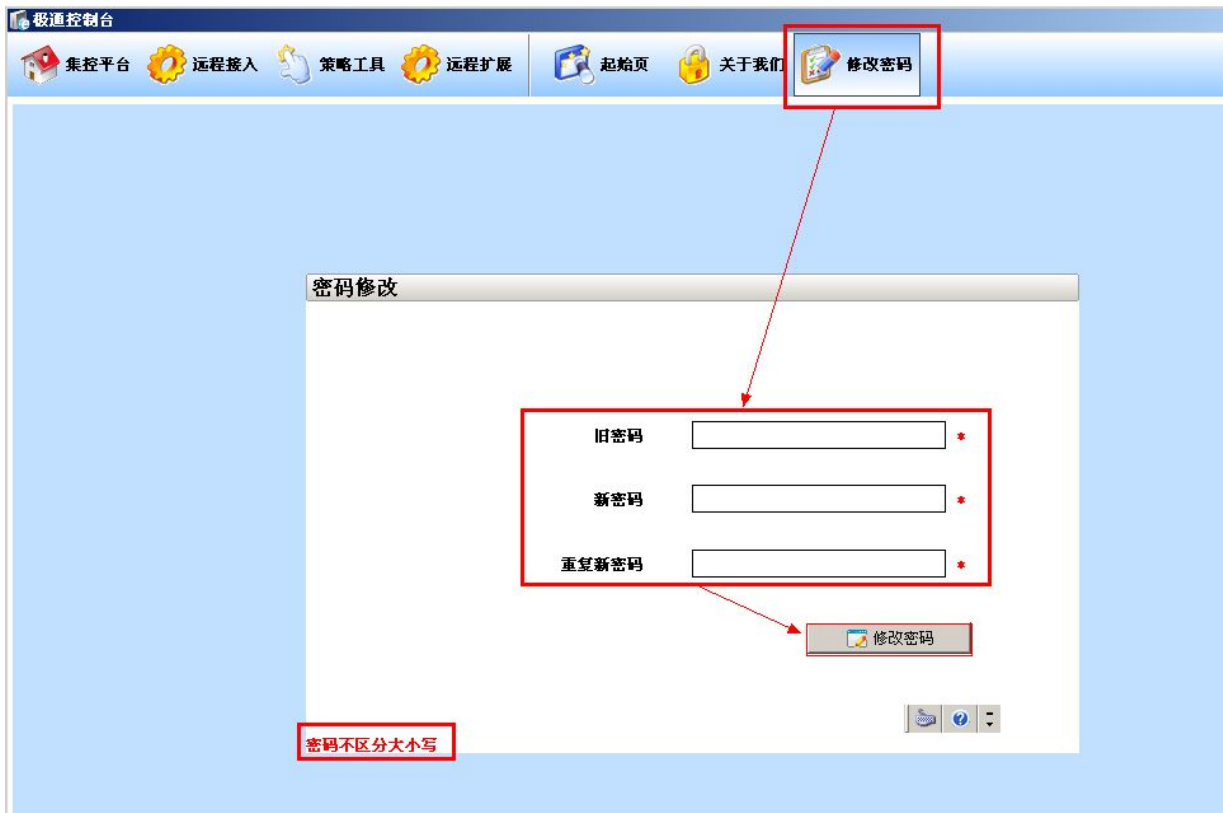 极通控制台
集控平台 远程接入 策略工具 远程扩展 起始页 关于我们 修改密码
密码修改
旧密码 *
新密码 *
重复新密码 *
修改密码
密码不区分大小写